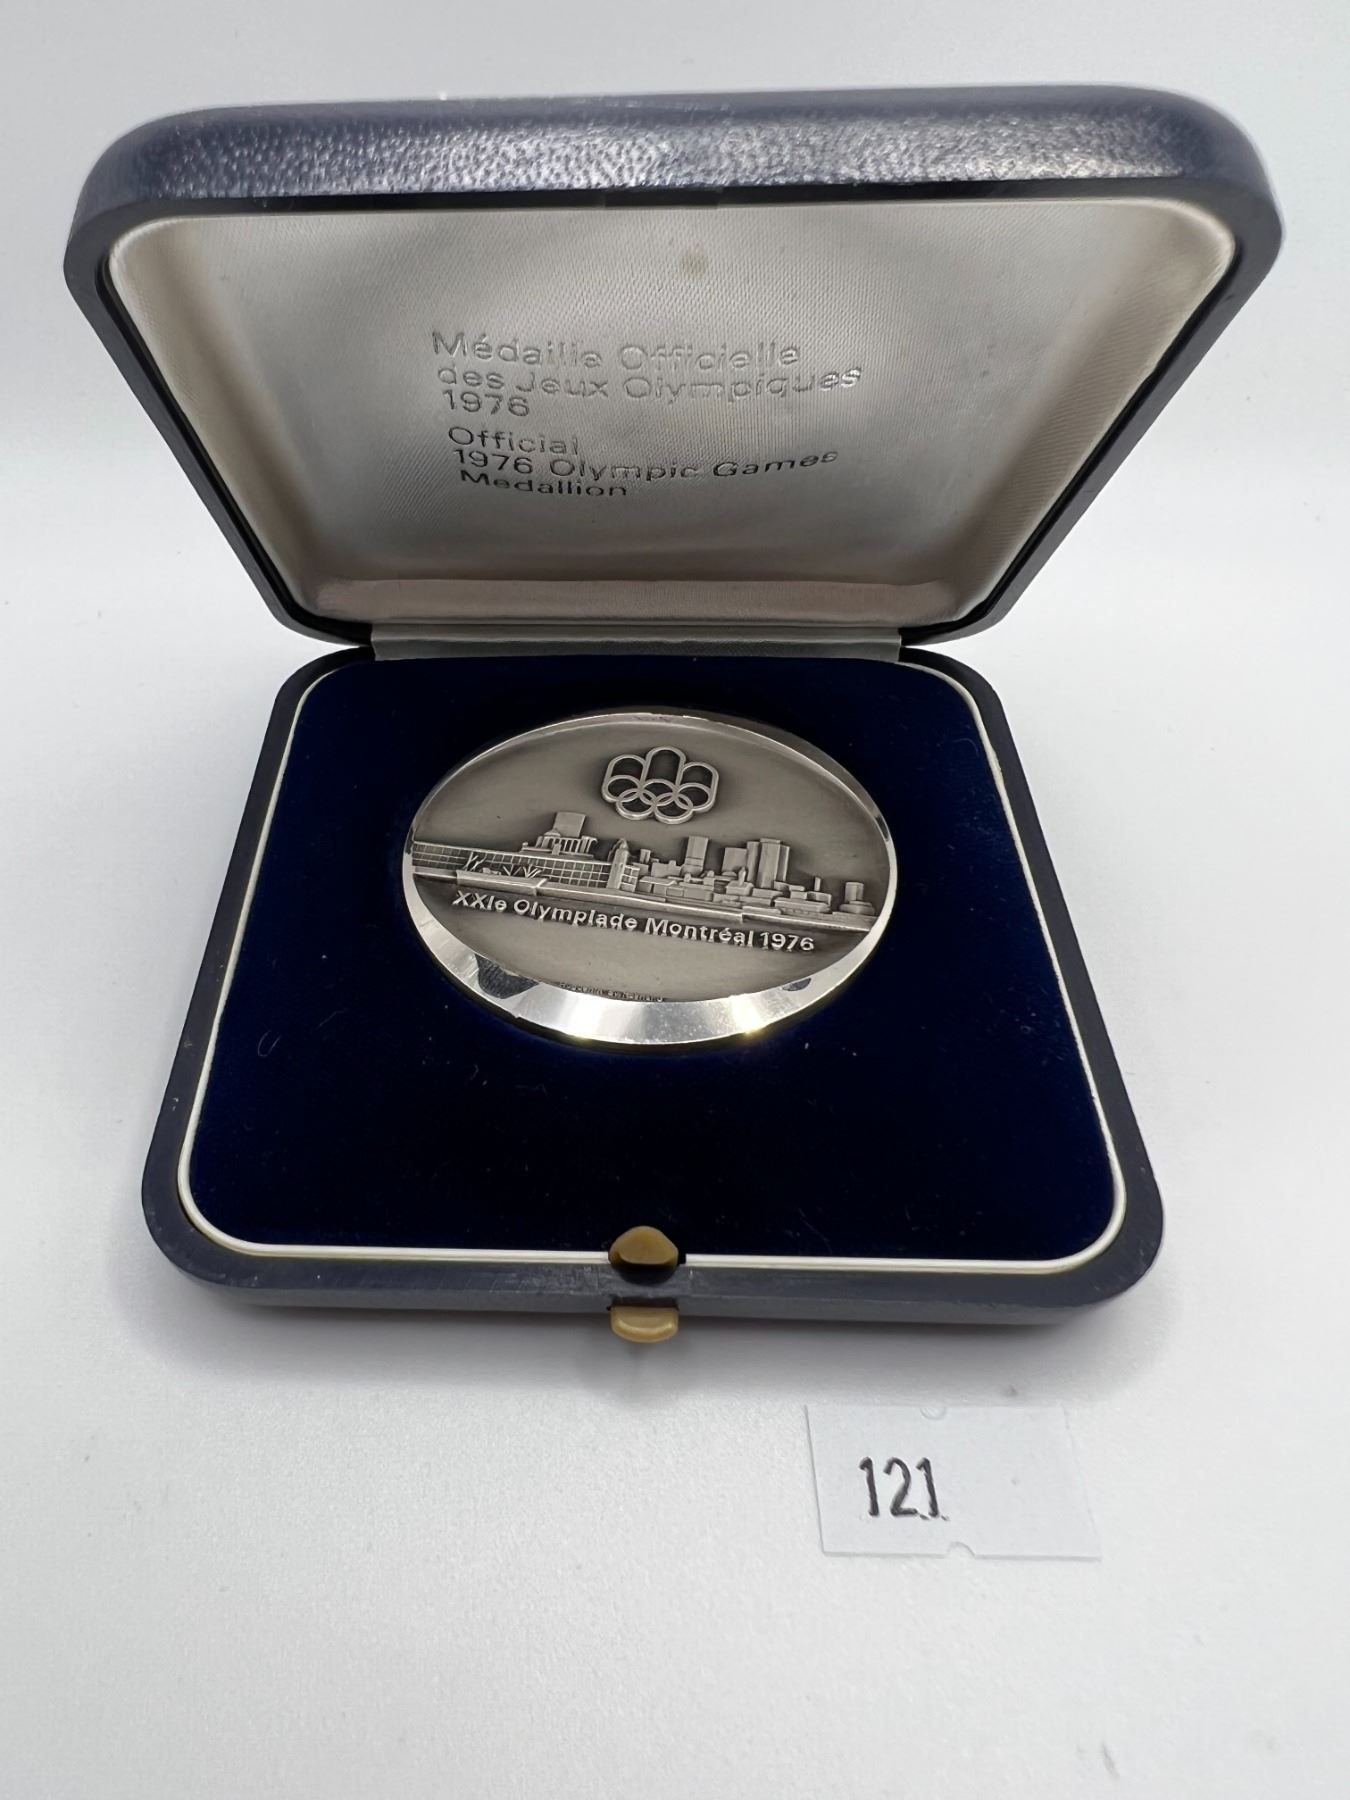 Médaille Officielle
des Jeux Olympiques
1976
Official
1976 Olympic Games
Medallion
XXIe Olympiade Montréal 1976
121